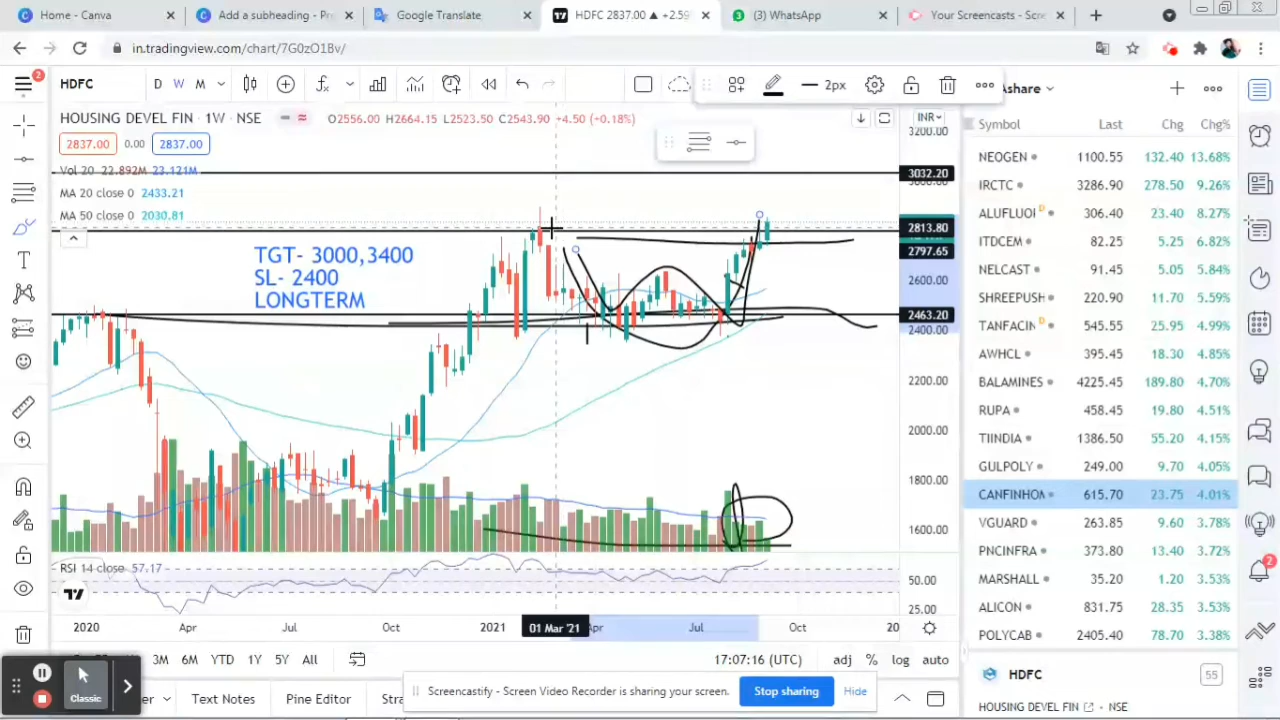 Home - Canva
Add a subheading - Pr
Google Translate
HDFC 2837.00 ▲ +2.59
(3) WhatsApp
Your Screencasts - Scre
in.tradingview.com/chart/7G0zO1Bv/
2
HDFC
D W M
2px
Ashare
HOUSING DEVEL FIN · 1W · NSE
O2556.00 H2664.15 L2523.50 C2543.90 +4.50 (+0.18%)
INR
2837.00 0.00 2837.00
Vol 20 22.892M 23.121M
MA 20 close 0 2433.21
MA 50 close 0 2030.81
TGT- 3000,3400
SL- 2400
LONGTERM
3200.00
3032.20
3000.00
2813.80
2797.65
2600.00
2463.20
2400.00
2200.00
2000.00
1800.00
1600.00
RSI 14 close 57.17
50.00
25.00
2020 Apr Jul Oct 2021 01 Mar '21 Apr Jul Oct 20
3M 6M YTD 1Y 5Y All
17:07:16 (UTC) adj % log auto
Classic
Text Notes
Pine Editor
Stra
Screencastify - Screen Video Recorder is sharing your screen.
Stop sharing
Hide
Symbol Last Chg Chg%
NEOGEN 1100.55 132.40 13.68%
IRCTC 3286.90 278.50 9.26%
ALUFLUOI D 306.40 23.40 8.27%
ITDCEM 82.25 5.25 6.82%
NELCAST 91.45 5.05 5.84%
SHREEPUSH 220.90 11.70 5.59%
TANFACIN D 545.55 25.95 4.99%
AWHCL 395.45 18.30 4.85%
BALAMINES 4225.45 189.80 4.70%
RUPA 458.45 19.80 4.51%
TIINDIA 1386.50 55.20 4.15%
GULPOLY 249.00 9.70 4.05%
CANFINHOM 615.70 23.75 4.01%
VGUARD 263.85 9.60 3.78%
PNCINFRA 373.80 13.40 3.72%
MARSHALL 35.20 1.20 3.53%
ALICON 831.75 28.35 3.53%
POLYCAB 2405.40 78.70 3.38%
HDFC
55
HOUSING DEVEL FIN · NSE
2